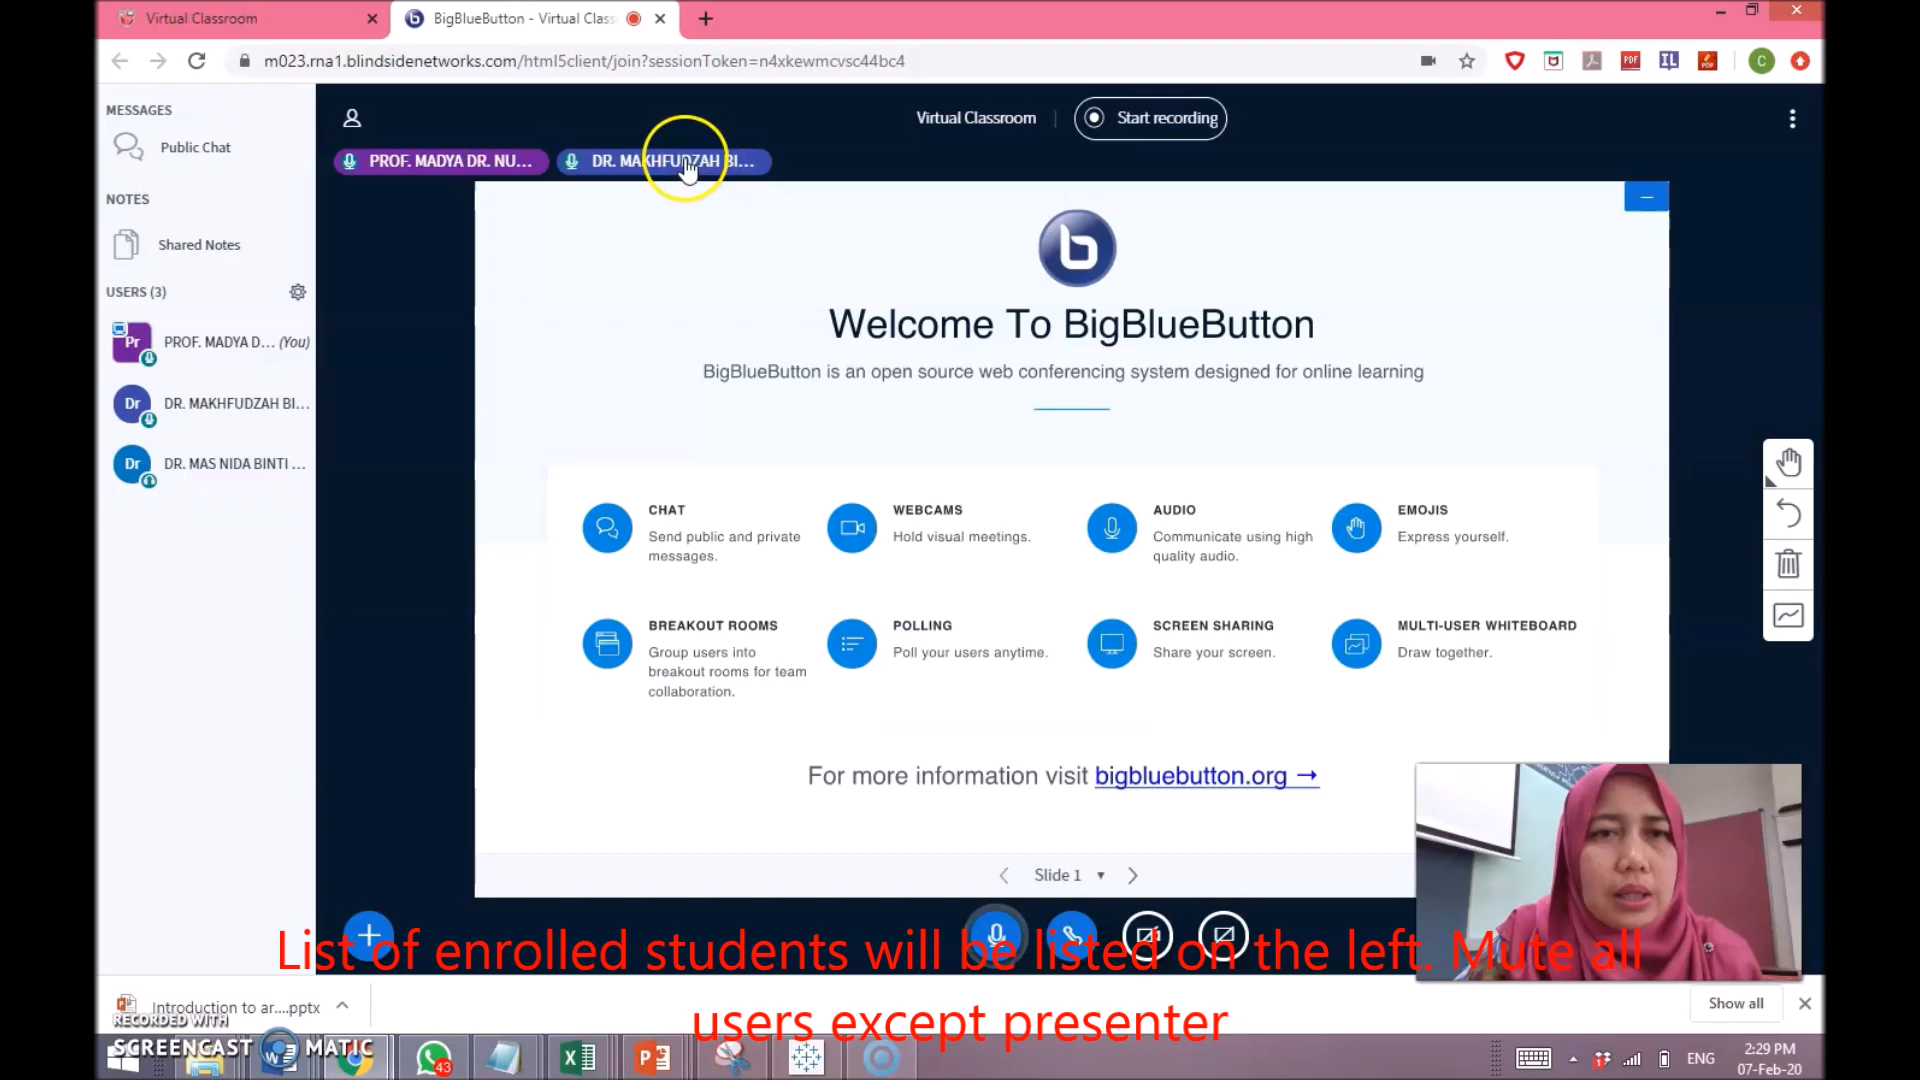 Virtual Classroom
BigBlueButton - Virtual Class
m023.rna1.blindsidenetworks.com/html5client/join?sessionToken=n4xkewmcvsc44bc4
PDF
IL
C
MESSAGES
Public Chat
NOTES
Shared Notes
USERS (3)
Pr PROF. MADYA D... (You)
Dr DR. MAKHFUDZAH BI...
Dr DR. MAS NIDA BINTI ...
Virtual Classroom
Start recording
PROF. MADYA DR. NU...
DR. MAKHFUDZAH BI...
Welcome To BigBlueButton
BigBlueButton is an open source web conferencing system designed for online learning
CHAT
Send public and private
messages.
WEBCAMS
Hold visual meetings.
AUDIO
Communicate using high
quality audio.
EMOJIS
Express yourself.
BREAKOUT ROOMS
Group users into
breakout rooms for team
collaboration.
POLLING
Poll your users anytime.
SCREEN SHARING
Share your screen.
MULTI-USER WHITEBOARD
Draw together.
For more information visit bigbluebutton.org →
Slide 1
List of enrolled students will be listed on the left. Mute all
users except presenter
Introduction to ar....pptx
Show all
RECORDED WITH
SCREENCAST MATIC
43
ENG
2:29 PM
07-Feb-20